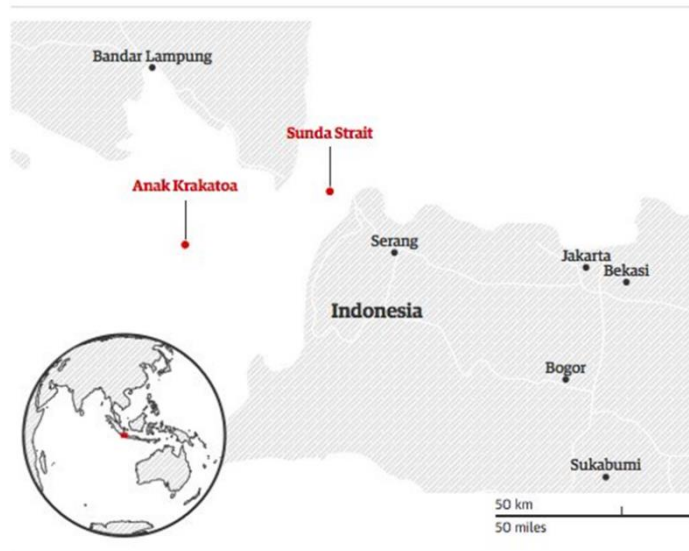 Bandar Lampung
Sunda Strait
Anak Krakatoa
Serang
Jakarta
Bekasi
Indonesia
Bogor
Sukabumi
50 km
50 miles